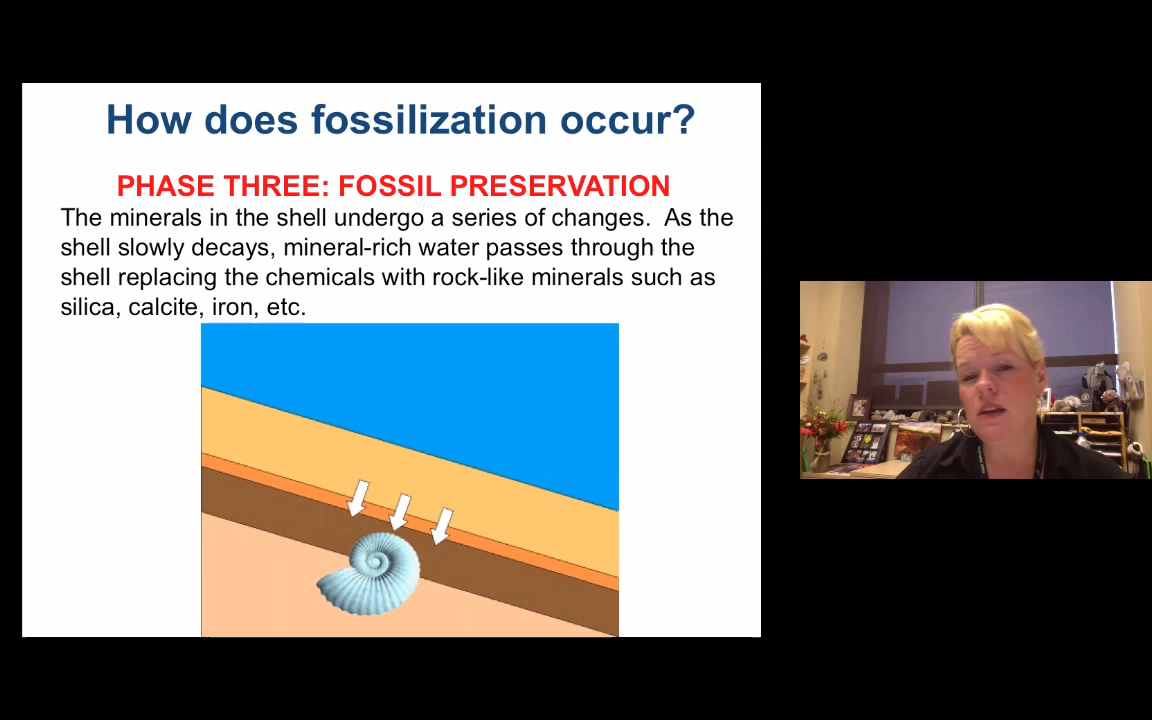 How does fossilization occur?
PHASE THREE: FOSSIL PRESERVATION
The minerals in the shell undergo a series of changes.  As the
shell slowly decays, mineral-rich water passes through the
shell replacing the chemicals with rock-like minerals such as
silica, calcite, iron, etc.